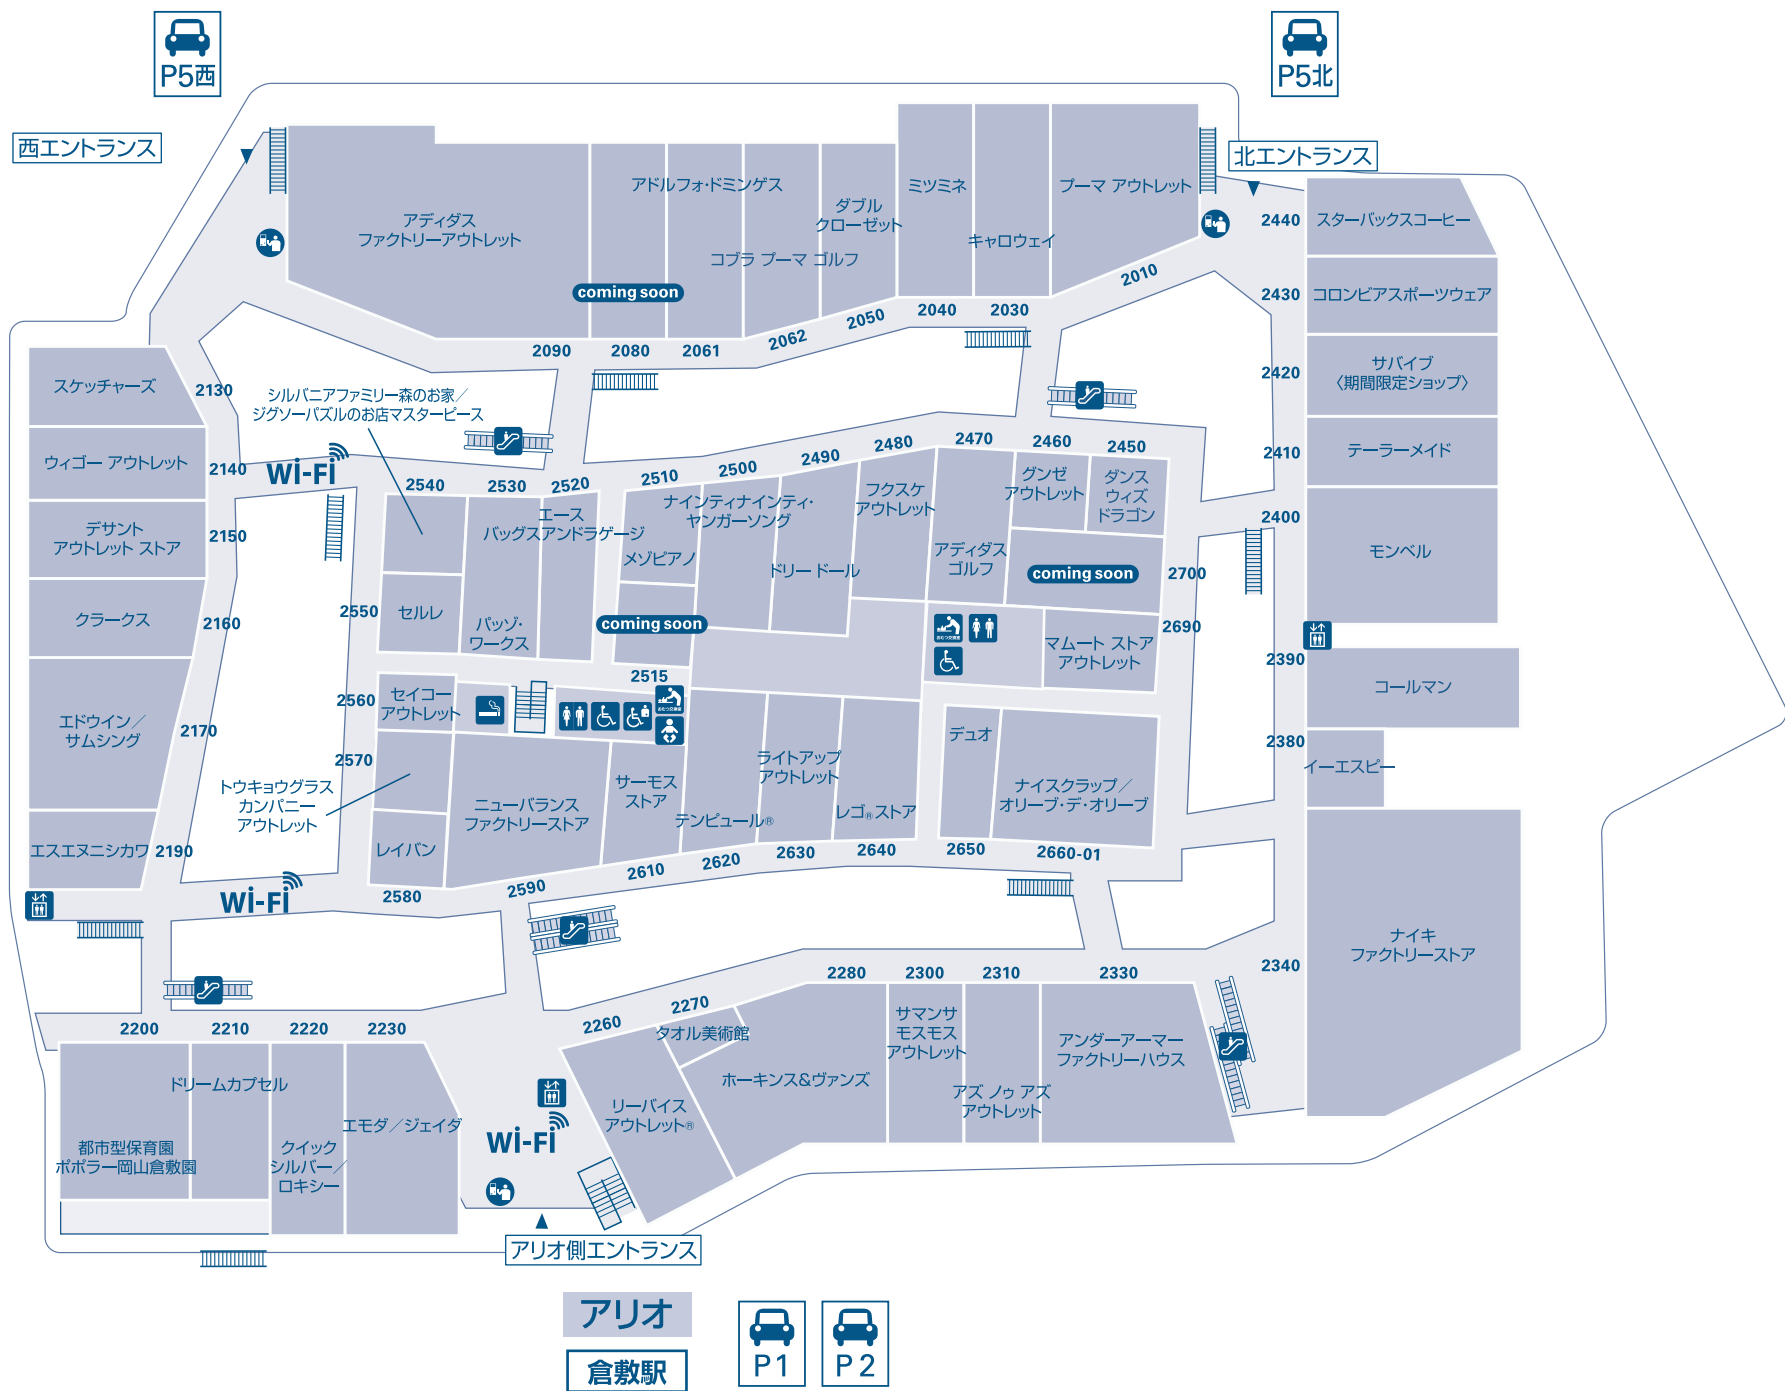 P5西
P5北
西エントランス
北エントランス
アディダス
ファクトリーアウトレット
coming soon
アドルフォ・ドミンゲス
コブラ プーマ ゴルフ
ダブル
クローゼット
ミツミネ
キャロウェイ
プーマ アウトレット
2090
2080
2061
2062
2050
2040
2030
2010
2440
スターバックスコーヒー
2430
コロンビアスポーツウェア
2420
サバイブ
〈期間限定ショップ〉
2410
テーラーメイド
2400
モンベル
2390
コールマン
2380
イーエスピー
2340
ナイキ
ファクトリーストア
スケッチャーズ
2130
ウィゴー アウトレット
2140
デサント
アウトレット ストア
2150
クラークス
2160
エドウイン／
サムシング
2170
エスエヌニシカワ
2190
シルバニアファミリー森のお家／
ジグソーパズルのお店マスターピース
Wi-Fi
2540
2530
2520
2510
2500
2490
2480
2470
2460
2450
エース
バッグスアンドラゲージ
ナインティナインティ・
ヤンガーソング
フクスケ
アウトレット
グンゼ
アウトレット
ダンス
ウィズ
ドラゴン
メゾピアノ
ドリードール
アディダス
ゴルフ
coming soon
2700
2550
セルレ
パッゾ・
ワークス
coming soon
2515
おむつ交換室
マムート ストア
アウトレット
2690
2560
セイコー
アウトレット
おむつ交換室
2570
トウキョウグラス
カンパニー
アウトレット
ニューバランス
ファクトリーストア
サーモス
ストア
テンピュール®
ライトアップ
アウトレット
レゴ®ストア
デュオ
ナイスクラップ／
オリーブ・デ・オリーブ
レイバン
Wi-Fi
2580
2590
2610
2620
2630
2640
2650
2660-01
2200
2210
2220
2230
都市型保育園
ポポラー岡山倉敷園
ドリームカプセル
クイック
シルバー／
ロキシー
エモダ／ジェイダ
Wi-Fi
2260
2270
2280
2300
2310
2330
リーバイス
アウトレット®
タオル美術館
ホーキンス&ヴァンズ
サマンサ
モスモス
アウトレット
アズ ノゥ アズ
アウトレット
アンダーアーマー
ファクトリーハウス
アリオ側エントランス
アリオ
倉敷駅
P1
P2